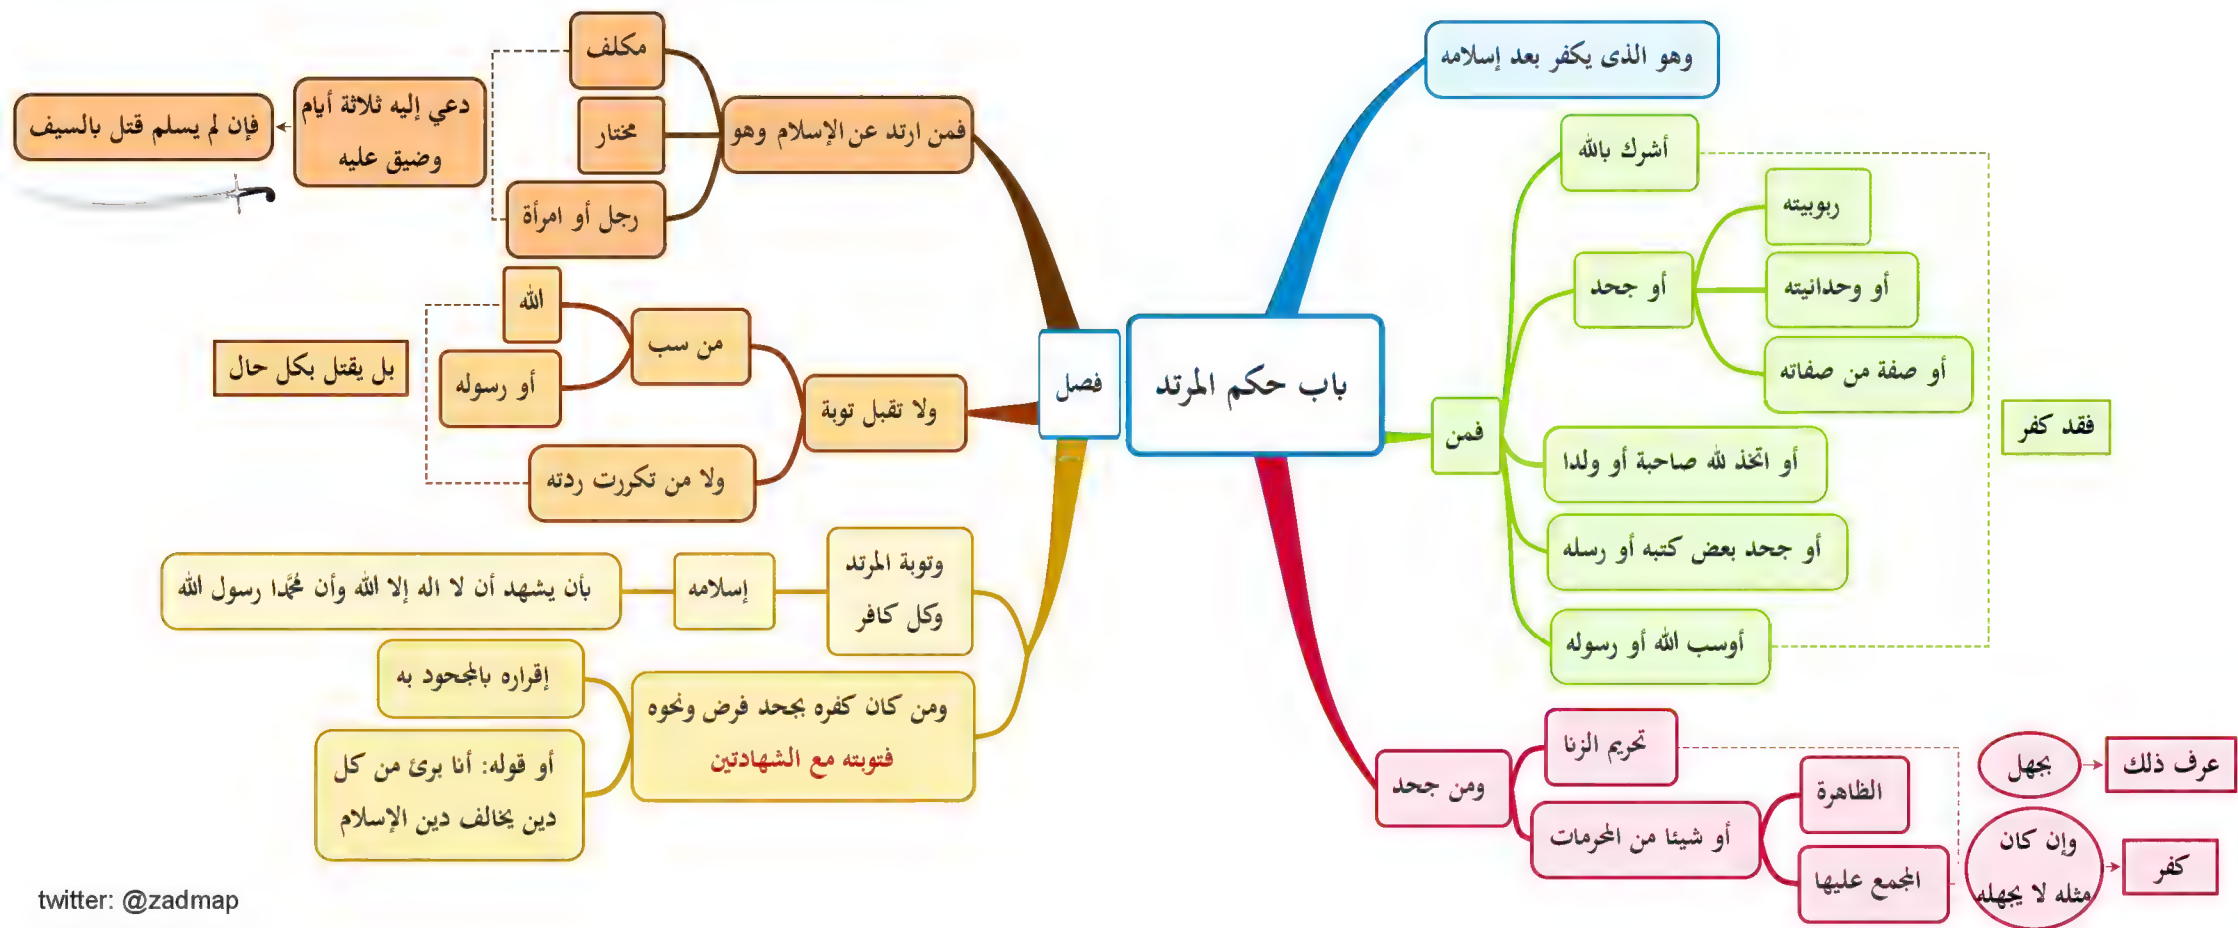 باب حكم المرتد
وهو الذى يكفر بعد إسلامه
فمن
أشرك بالله
أو جحد
ربوبيته
أو وحدانيته
أو صفة من صفاته
أو اتخذ لله صاحبة أو ولدا
أو جحد بعض كتبه أو رسله
أوسب الله أو رسوله
فقد كفر
ومن جحد
تحريم الزنا
أو شيئا من المحرمات
الظاهرة
المجمع عليها
بجهل
عرف ذلك
وإن كان
مثله لا يجهله
كفر
فصل
فمن ارتد عن الإسلام وهو
مكلف
مختار
رجل أو امرأة
دعي إليه ثلاثة أيام
وضيق عليه
فإن لم يسلم قتل بالسيف
ولا تقبل توبة
من سب
الله
أو رسوله
ولا من تكررت ردته
بل يقتل بكل حال
وتوبة المرتد
وكل كافر
إسلامه
بأن يشهد أن لا اله إلا الله وأن محمَّدا رسول الله
ومن كان كفره بجحد فرض ونحوه
فتوبته مع الشهادتين
إقراره بالمجحود به
أو قوله: أنا برئ من كل
دين يخالف دين الإسلام
twitter: @zadmap